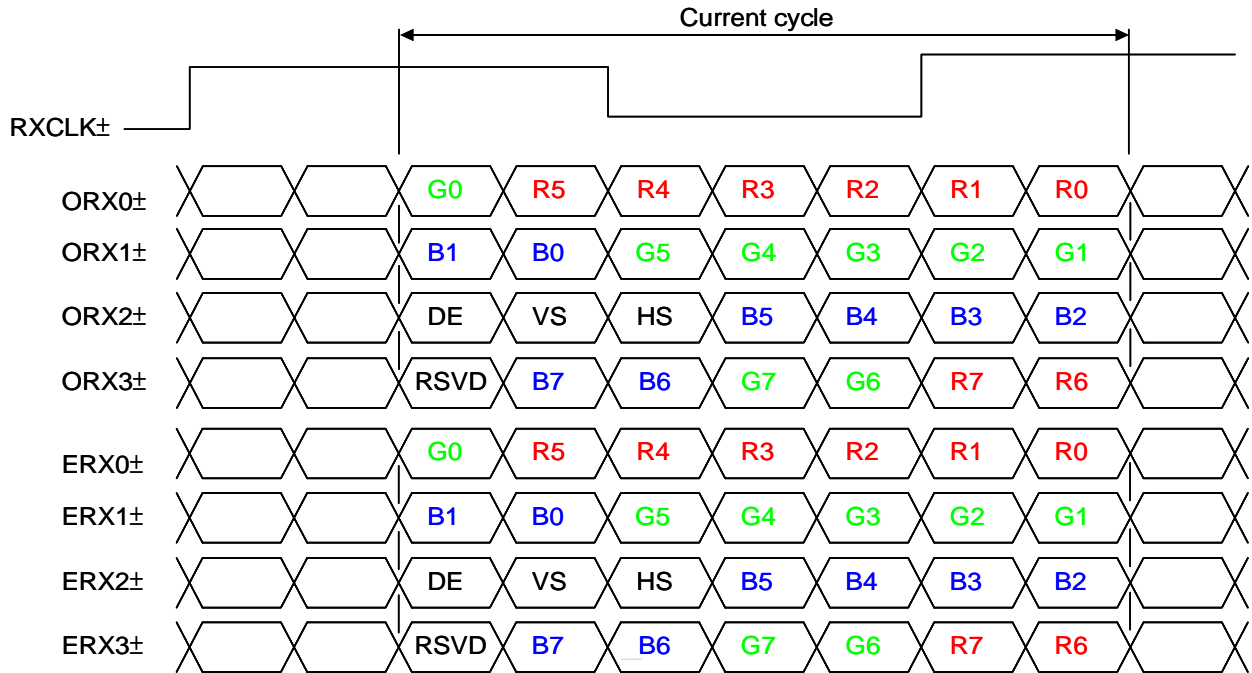 Current cycle
RXCLK±
ORX0± G0 R5 R4 R3 R2 R1 R0
ORX1± B1 B0 G5 G4 G3 G2 G1
ORX2± DE VS HS B5 B4 B3 B2
ORX3± RSVD B7 B6 G7 G6 R7 R6
ERX0± G0 R5 R4 R3 R2 R1 R0
ERX1± B1 B0 G5 G4 G3 G2 G1
ERX2± DE VS HS B5 B4 B3 B2
ERX3± RSVD B7 B6 G7 G6 R7 R6